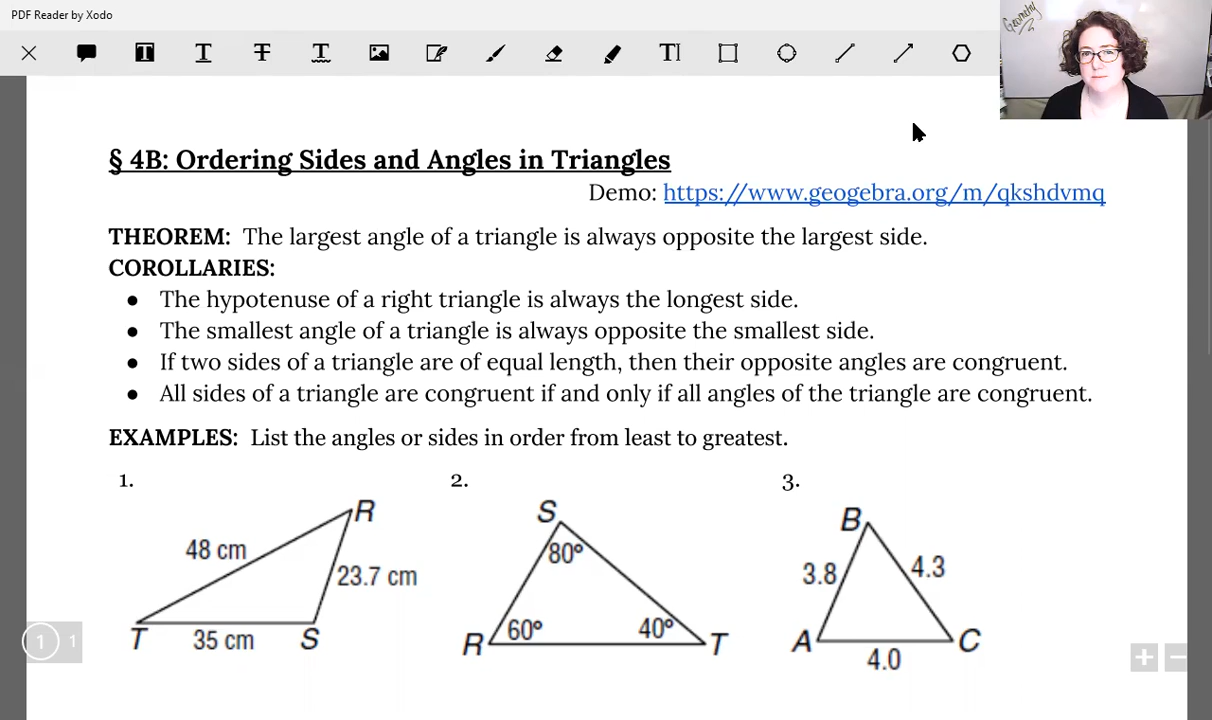 PDF Reader by Xodo
Geometry
§ 4B: Ordering Sides and Angles in Triangles
Demo: https://www.geogebra.org/m/qkshdvmq
THEOREM: The largest angle of a triangle is always opposite the largest side.
COROLLARIES:
● The hypotenuse of a right triangle is always the longest side.
● The smallest angle of a triangle is always opposite the smallest side.
● If two sides of a triangle are of equal length, then their opposite angles are congruent.
● All sides of a triangle are congruent if and only if all angles of the triangle are congruent.
EXAMPLES: List the angles or sides in order from least to greatest.
1.
R
48 cm
23.7 cm
T
35 cm
S
2.
S
80°
60°
40°
R
T
3.
B
3.8
4.3
A
C
4.0
1
1